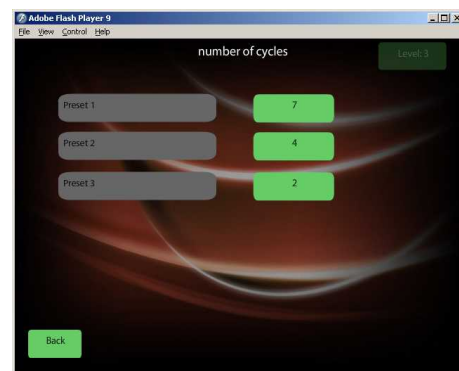 Adobe Flash Player 9
File View Control Help
number of cycles
Level: 3
Preset 1 7
Preset 2 4
Preset 3 2
Back